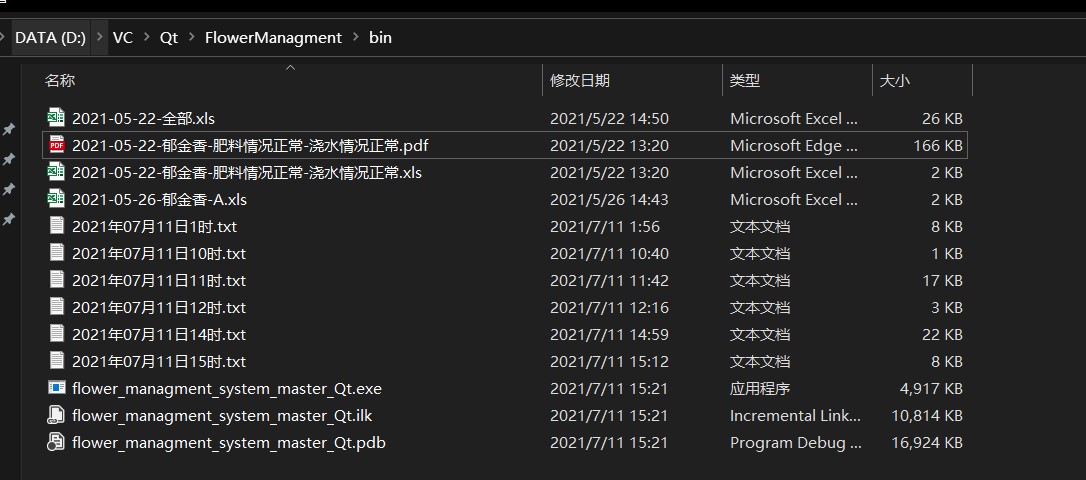 DATA (D:) VC Qt FlowerManagment bin
名称 修改日期 类型 大小
2021-05-22-全部.xls 2021/5/22 14:50 Microsoft Excel ... 26 KB
2021-05-22-郁金香-肥料情况正常-浇水情况正常.pdf 2021/5/22 13:20 Microsoft Edge ... 166 KB
2021-05-22-郁金香-肥料情况正常-浇水情况正常.xls 2021/5/22 13:20 Microsoft Excel ... 2 KB
2021-05-26-郁金香-A.xls 2021/5/26 14:43 Microsoft Excel ... 2 KB
2021年07月11日1时.txt 2021/7/11 1:56 文本文档 8 KB
2021年07月11日10时.txt 2021/7/11 10:40 文本文档 1 KB
2021年07月11日11时.txt 2021/7/11 11:42 文本文档 17 KB
2021年07月11日12时.txt 2021/7/11 12:16 文本文档 3 KB
2021年07月11日14时.txt 2021/7/11 14:59 文本文档 22 KB
2021年07月11日15时.txt 2021/7/11 15:12 文本文档 8 KB
flower_managment_system_master_Qt.exe 2021/7/11 15:21 应用程序 4,917 KB
flower_managment_system_master_Qt.ilk 2021/7/11 15:21 Incremental Link... 10,814 KB
flower_managment_system_master_Qt.pdb 2021/7/11 15:21 Program Debug ... 16,924 KB